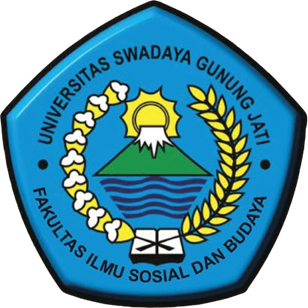 UNIVERSITAS SWADAYA GUNUNG JATI
FAKULTAS ILMU SOSIAL DAN BUDAYA